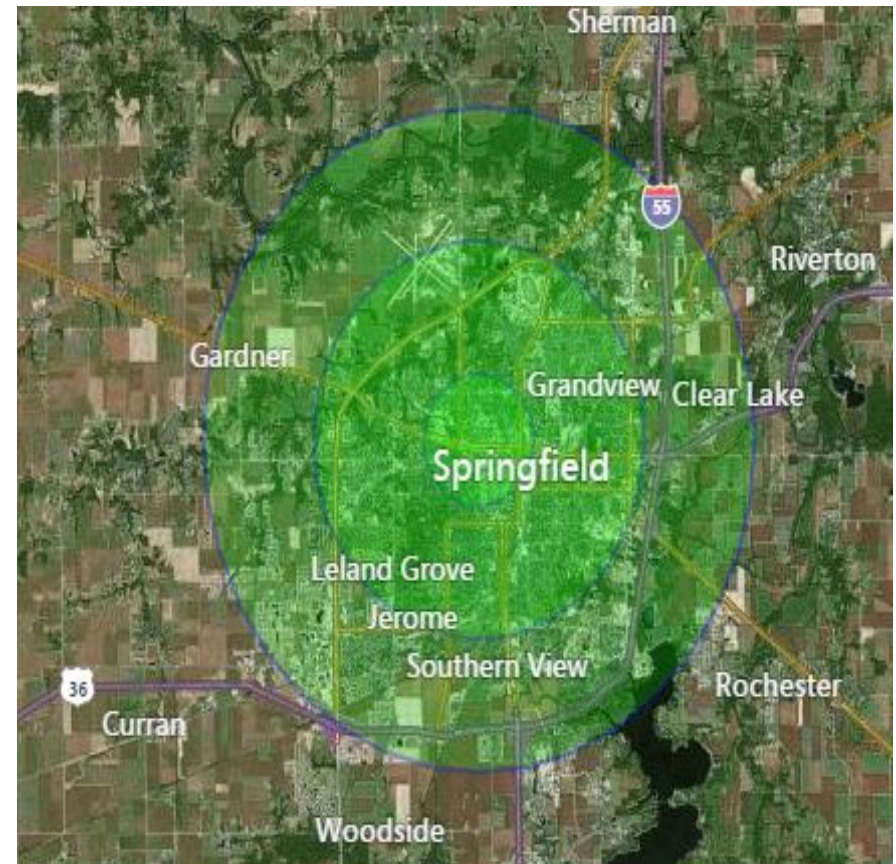 Sherman
55
Riverton
Gardner
Grandview
Clear Lake
Springfield
Leland Grove
Jerome
Southern View
36
Rochester
Curran
Woodside